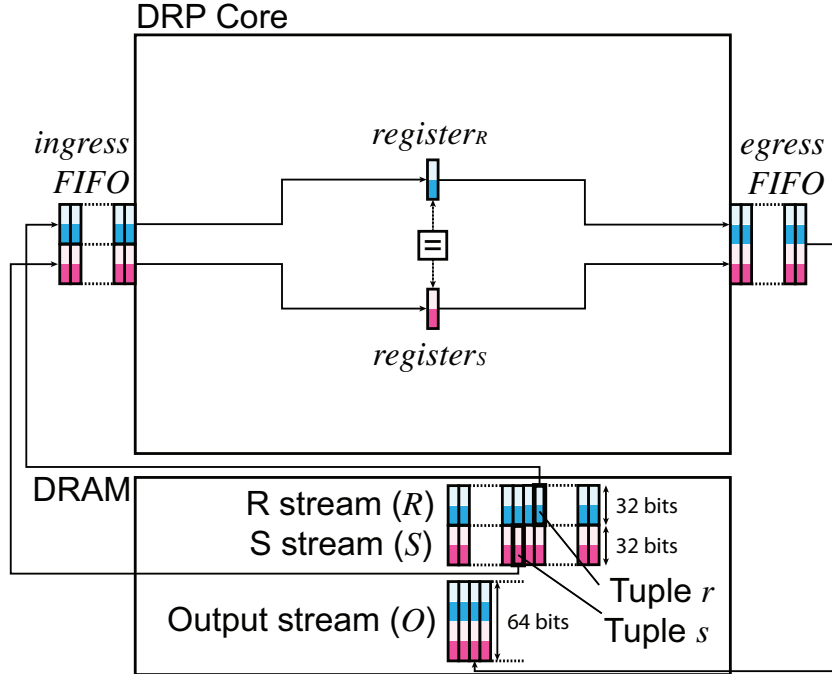 DRP Core
ingress
FIFO
registerR
egress
FIFO
=
registers
DRAM
R stream (R)
32 bits
S stream (S)
32 bits
Tuple r
Output stream (O)
64 bits
Tuple s